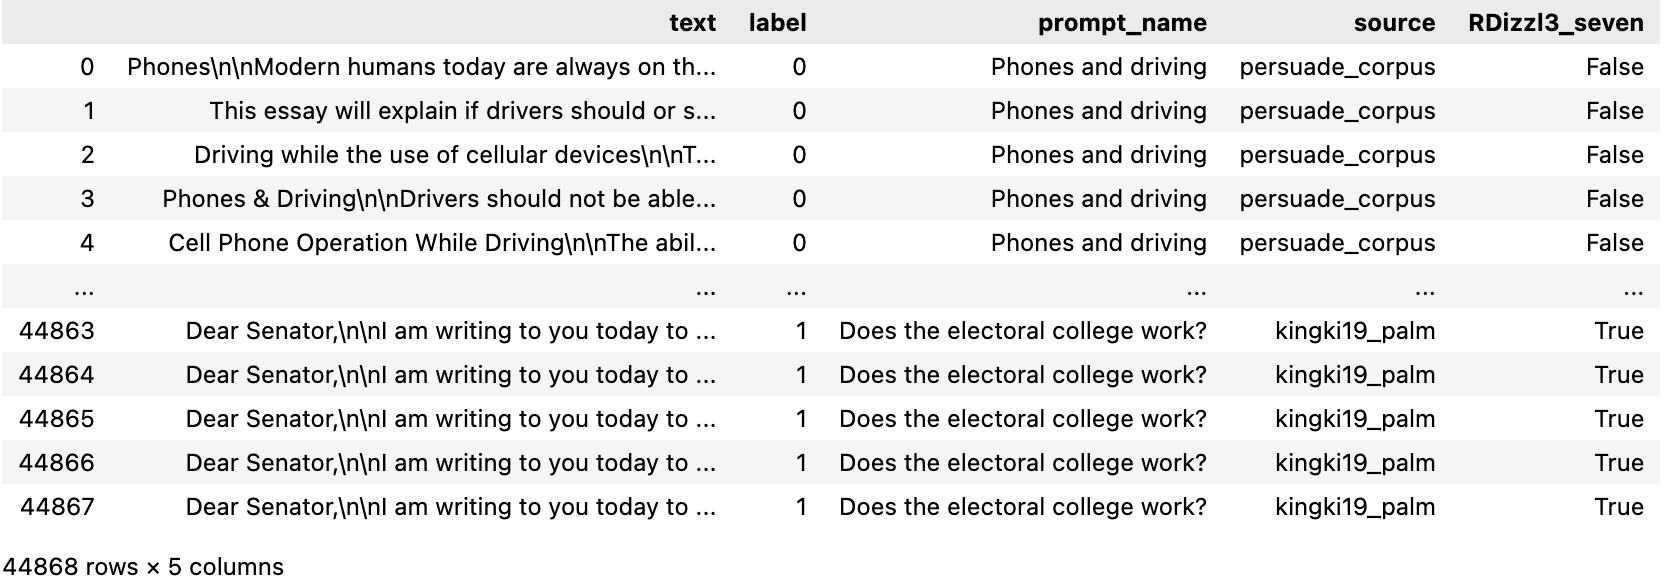 text label prompt_name source RDizzl3_seven
0 Phones\n\nModern humans today are always on th... 0 Phones and driving persuade_corpus False
1 This essay will explain if drivers should or s... 0 Phones and driving persuade_corpus False
2 Driving while the use of cellular devices\n\nT... 0 Phones and driving persuade_corpus False
3 Phones & Driving\n\nDrivers should not be able... 0 Phones and driving persuade_corpus False
4 Cell Phone Operation While Driving\n\nThe abil... 0 Phones and driving persuade_corpus False
... ... ... ... ... ...
44863 Dear Senator,\n\nI am writing to you today to ... 1 Does the electoral college work? kingki19_palm True
44864 Dear Senator,\n\nI am writing to you today to ... 1 Does the electoral college work? kingki19_palm True
44865 Dear Senator,\n\nI am writing to you today to ... 1 Does the electoral college work? kingki19_palm True
44866 Dear Senator,\n\nI am writing to you today to ... 1 Does the electoral college work? kingki19_palm True
44867 Dear Senator,\n\nI am writing to you today to ... 1 Does the electoral college work? kingki19_palm True
44868 rows × 5 columns